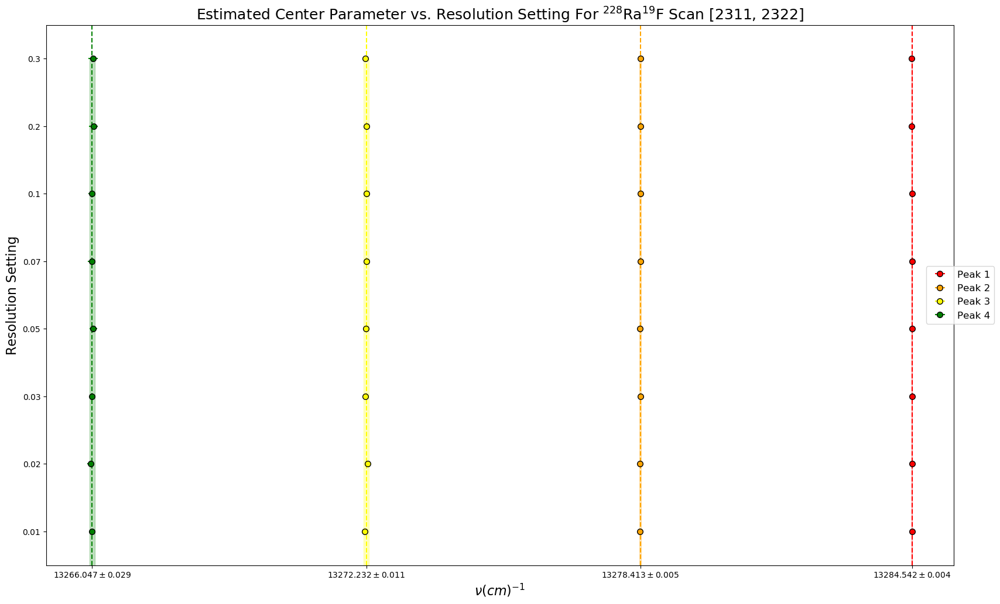 Estimated Center Parameter vs. Resolution Setting For ²²⁸Ra¹⁹F Scan [2311, 2322]
Resolution Setting
0.3
0.2
0.1
0.07
0.05
0.03
0.02
0.01
Peak 1
Peak 2
Peak 3
Peak 4
13266.047 ± 0.029
13272.232 ± 0.011
13278.413 ± 0.005
13284.542 ± 0.004
ν(cm)⁻¹